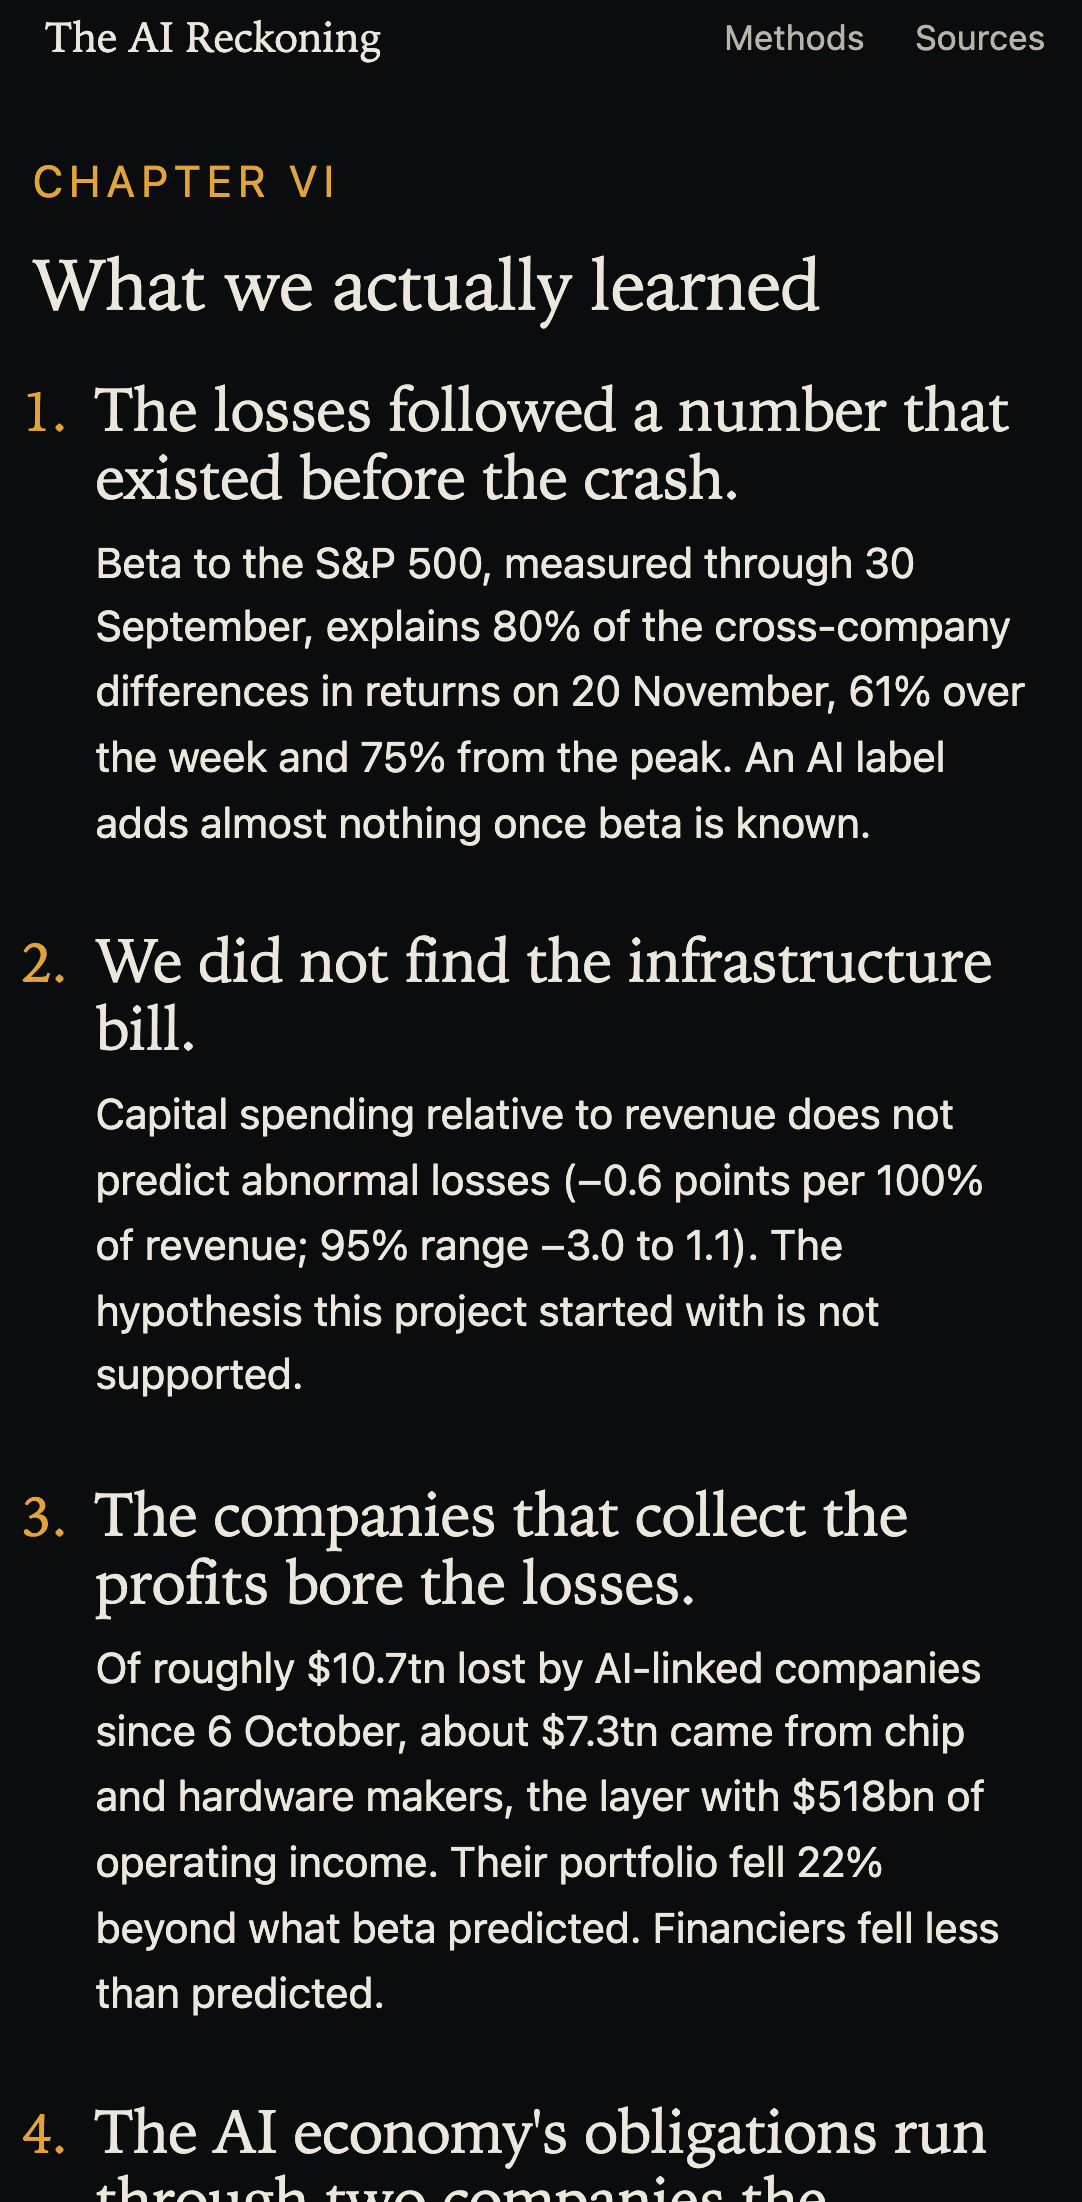 The AI Reckoning
Methods
Sources
CHAPTER VI
What we actually learned
1. The losses followed a number that
existed before the crash.
Beta to the S&P 500, measured through 30
September, explains 80% of the cross-company
differences in returns on 20 November, 61% over
the week and 75% from the peak. An AI label
adds almost nothing once beta is known.
2. We did not find the infrastructure
bill.
Capital spending relative to revenue does not
predict abnormal losses (−0.6 points per 100%
of revenue; 95% range −3.0 to 1.1). The
hypothesis this project started with is not
supported.
3. The companies that collect the
profits bore the losses.
Of roughly $10.7tn lost by AI-linked companies
since 6 October, about $7.3tn came from chip
and hardware makers, the layer with $518bn of
operating income. Their portfolio fell 22%
beyond what beta predicted. Financiers fell less
than predicted.
4. The AI economy's obligations run
through two companies the